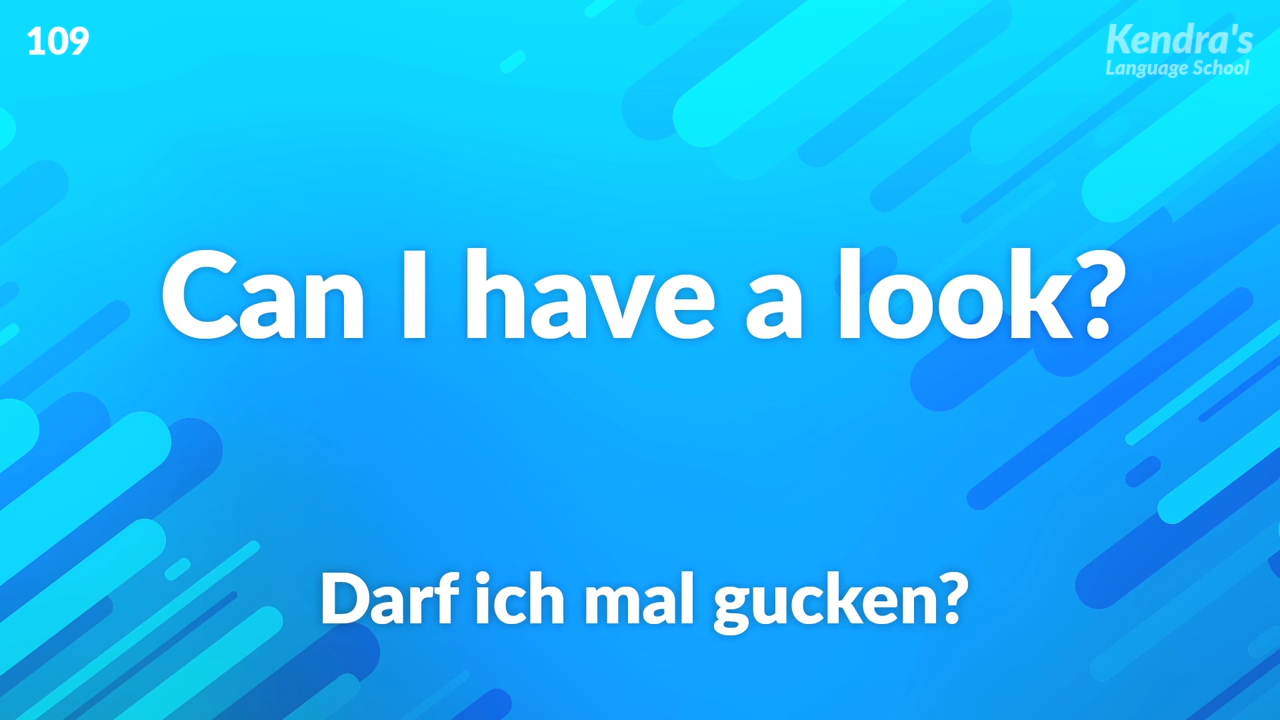 109
Kendra's
Language School
Can I have a look?
Darf ich mal gucken?